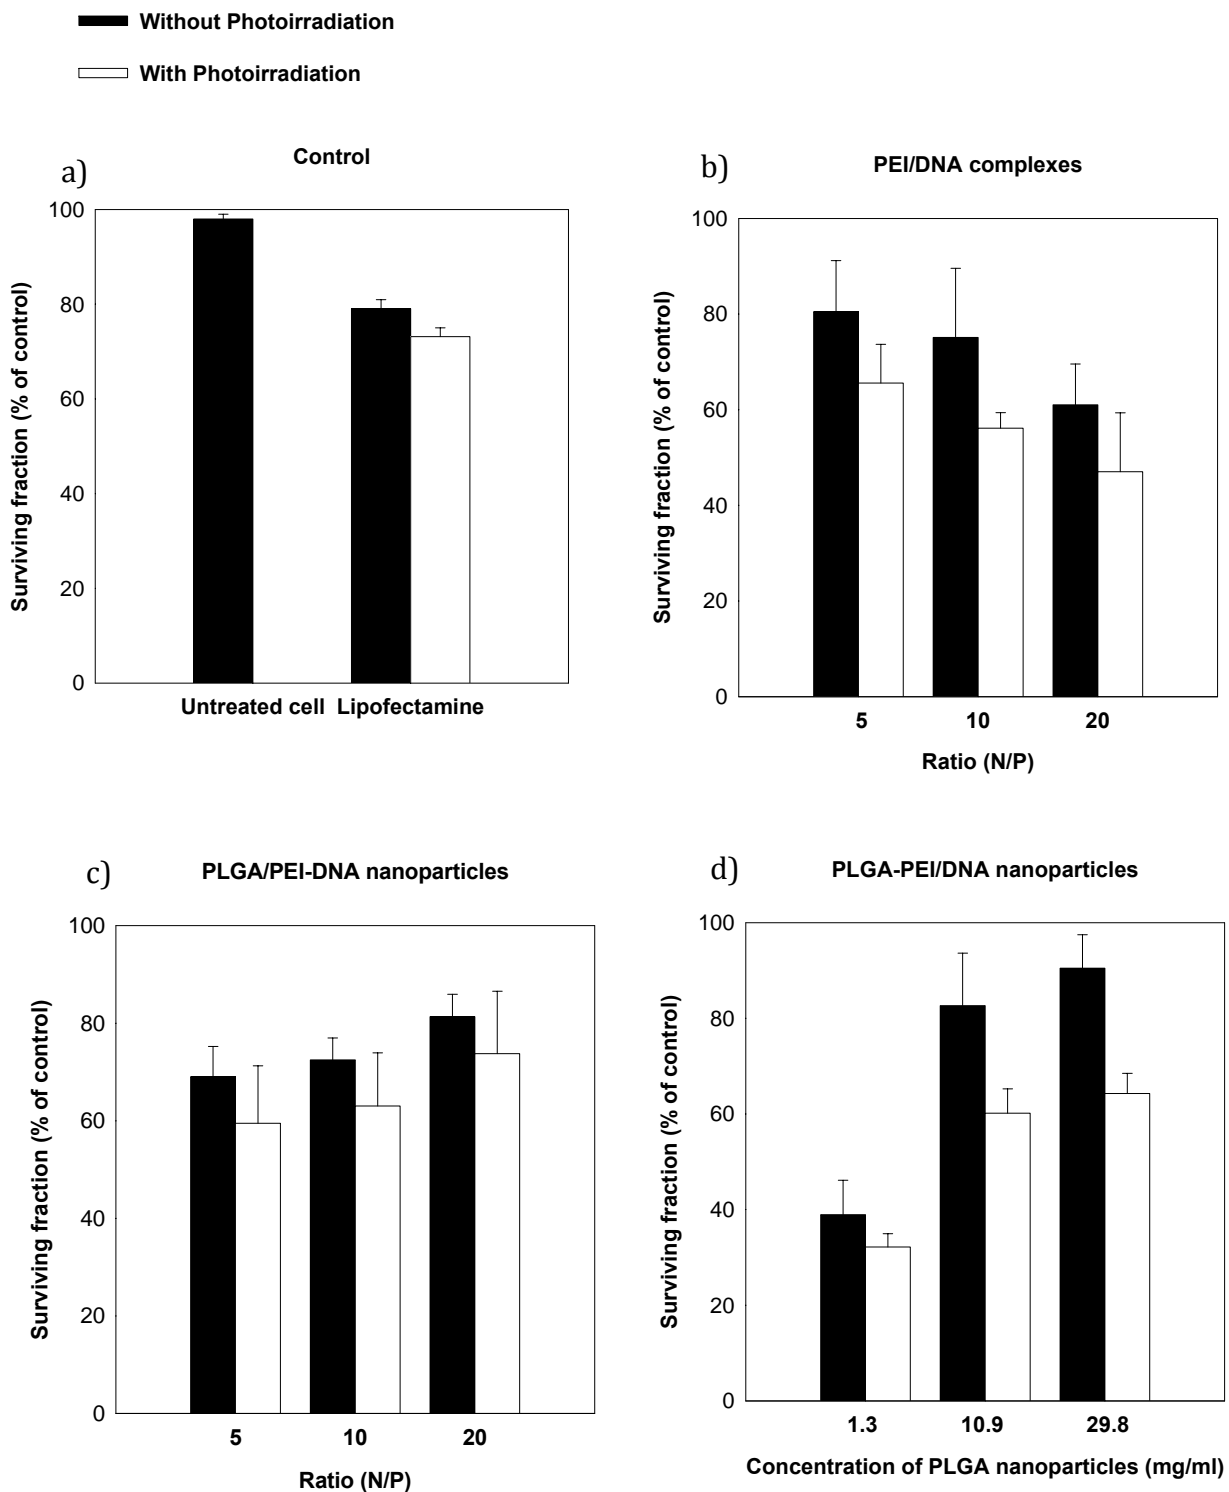 Without Photoirradiation
With Photoirradiation
a)
Control
Surviving fraction (% of control)
100
80
60
40
20
0
Untreated cell Lipofectamine
b)
PEI/DNA complexes
Surviving fraction (% of control)
100
80
60
40
20
0
5 10 20
Ratio (N/P)
c)
PLGA/PEI-DNA nanoparticles
Surviving fraction (% of control)
100
80
60
40
20
0
5 10 20
Ratio (N/P)
d)
PLGA-PEI/DNA nanoparticles
Surviving fraction (% of control)
100
80
60
40
20
0
1.3 10.9 29.8
Concentration of PLGA nanoparticles (mg/ml)